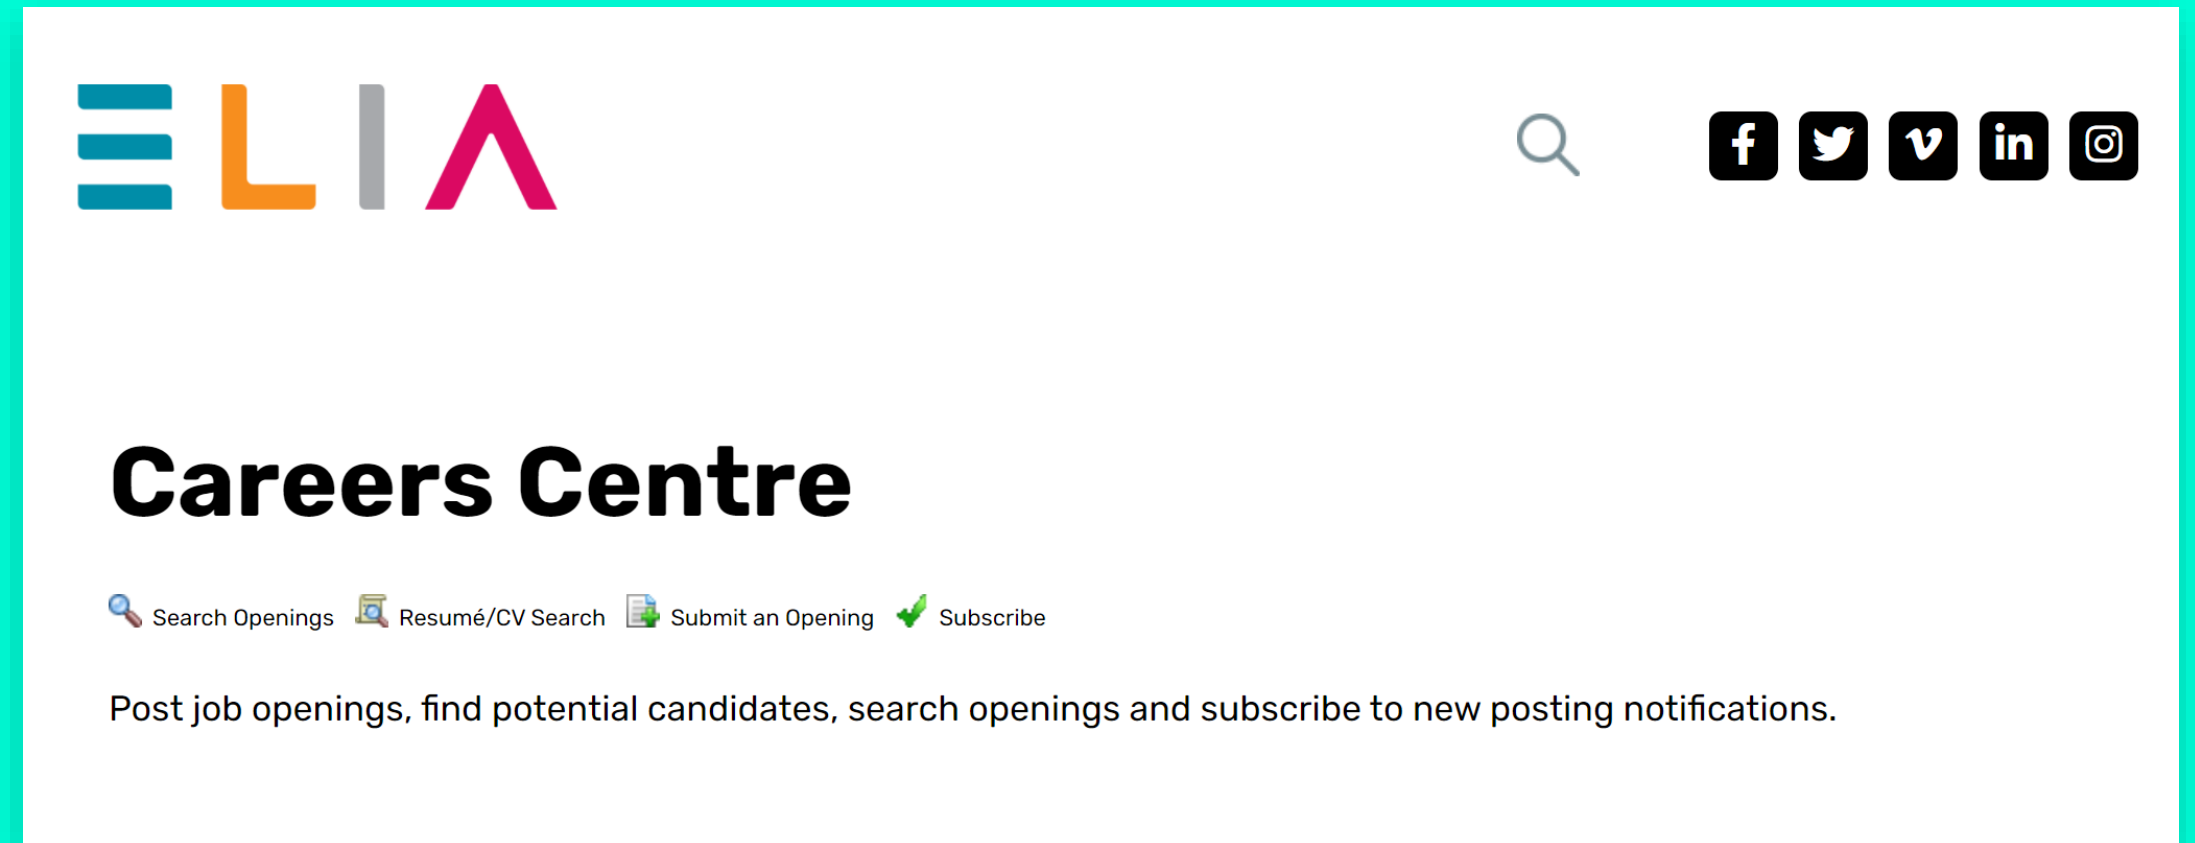 ELIA
Careers Centre
Search Openings Resumé/CV Search Submit an Opening Subscribe
Post job openings, find potential candidates, search openings and subscribe to new posting notifications.